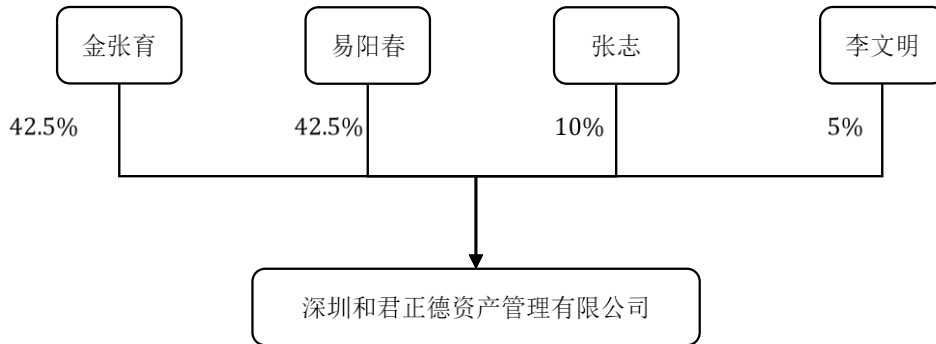 金张育
易阳春
张志
李文明
42.5%
42.5%
10%
5%
深圳和君正德资产管理有限公司